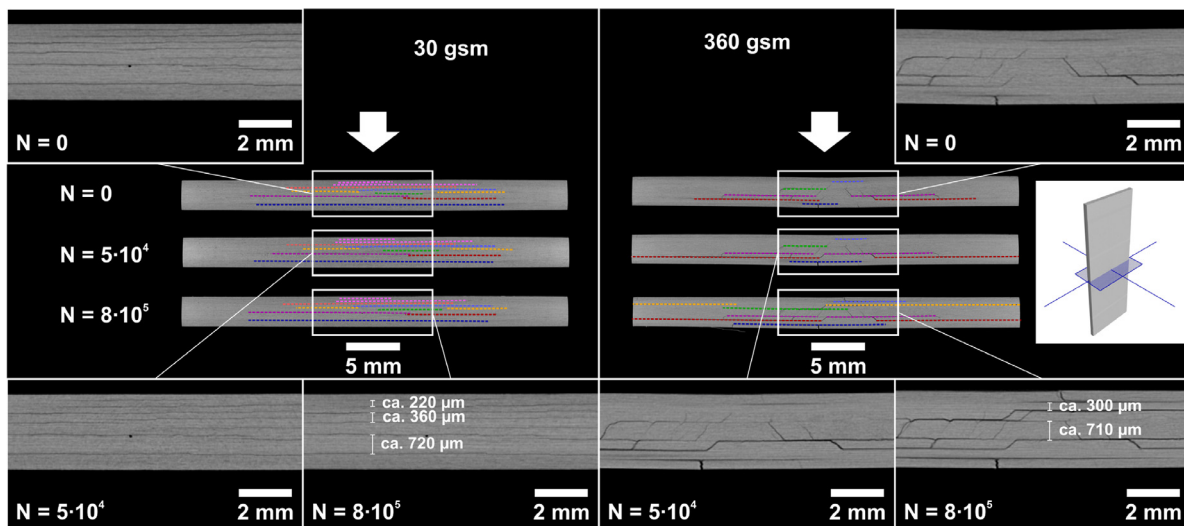 30 gsm
360 gsm
N = 0
2 mm
N = 0
2 mm
N = 0
N = 5·10⁴
N = 8·10⁵
5 mm
5 mm
ca. 220 µm
ca. 360 µm
ca. 720 µm
ca. 300 µm
ca. 710 µm
N = 5·10⁴
2 mm
N = 8·10⁵
2 mm
N = 5·10⁴
2 mm
N = 8·10⁵
2 mm